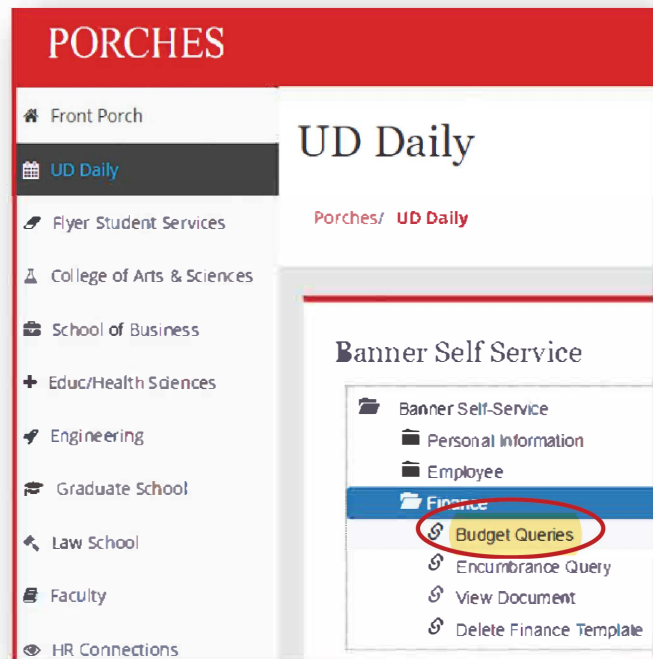 PORCHES
Front Porch
UD Daily
Flyer Student Services
College of Arts & Sciences
School of Business
Educ/Health Sciences
Engineering
Graduate School
Law School
Faculty
HR Connections
UD Daily
Porches/ UD Daily
Banner Self Service
Banner Self-Service
Personal Information
Employee
Finance
Budget Queries
Encumbrance Query
View Document
Delete Finance Template